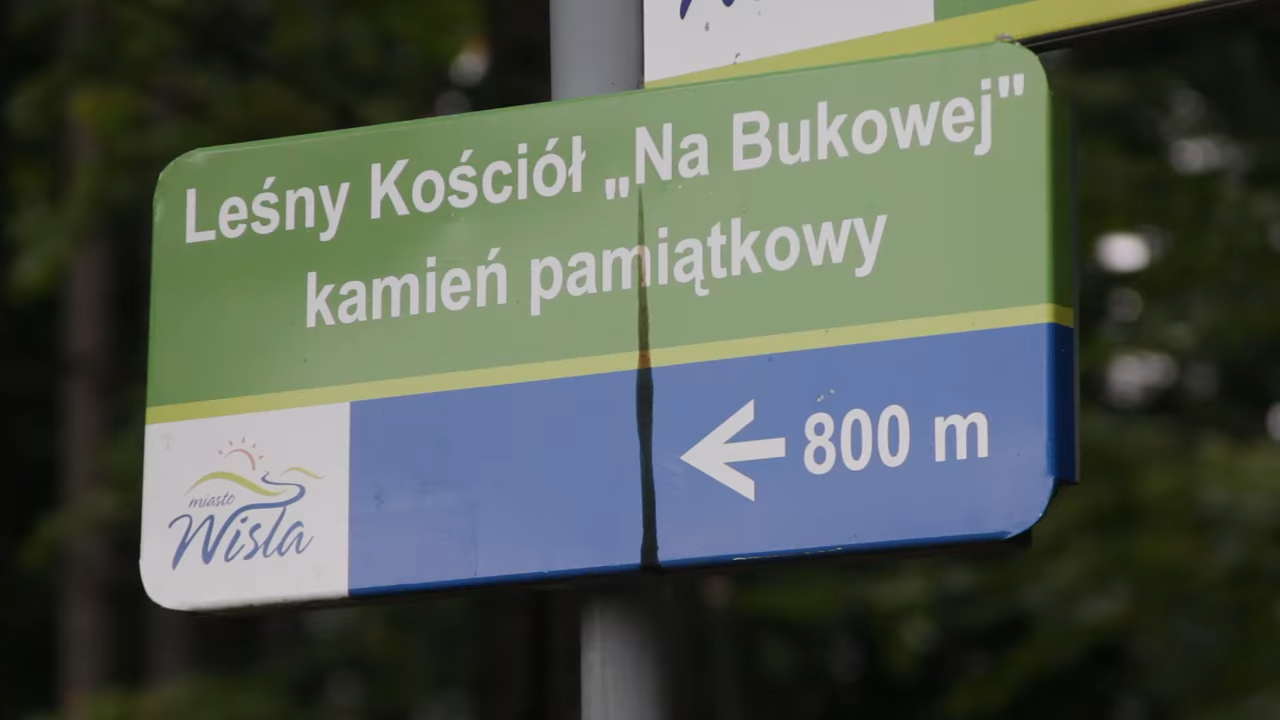 Leśny Kościół „Na Bukowej"
kamień pamiątkowy
← 800 m
miasto
Wisła